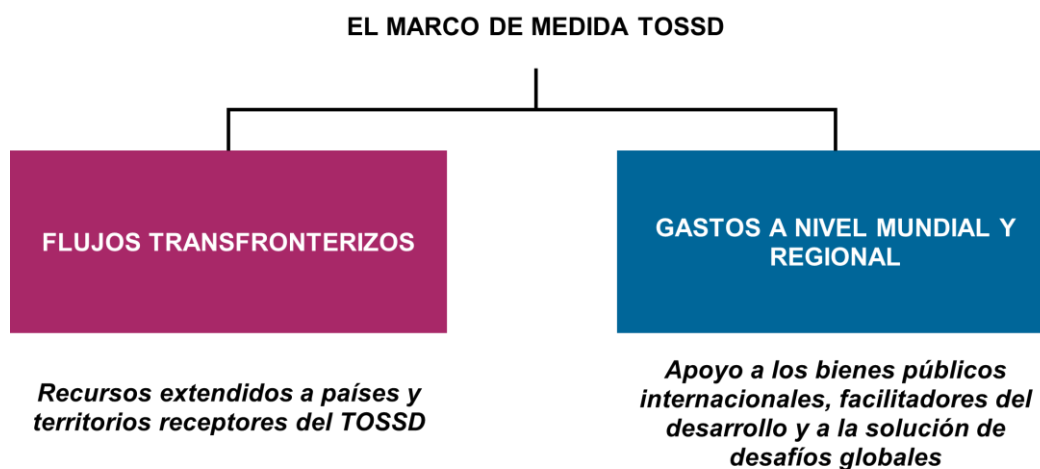 EL MARCO DE MEDIDA TOSSD
FLUJOS TRANSFRONTERIZOS
GASTOS A NIVEL MUNDIAL Y
REGIONAL
Recursos extendidos a países y
territorios receptores del TOSSD
Apoyo a los bienes públicos
internacionales, facilitadores del
desarrollo y a la solución de
desafíos globales